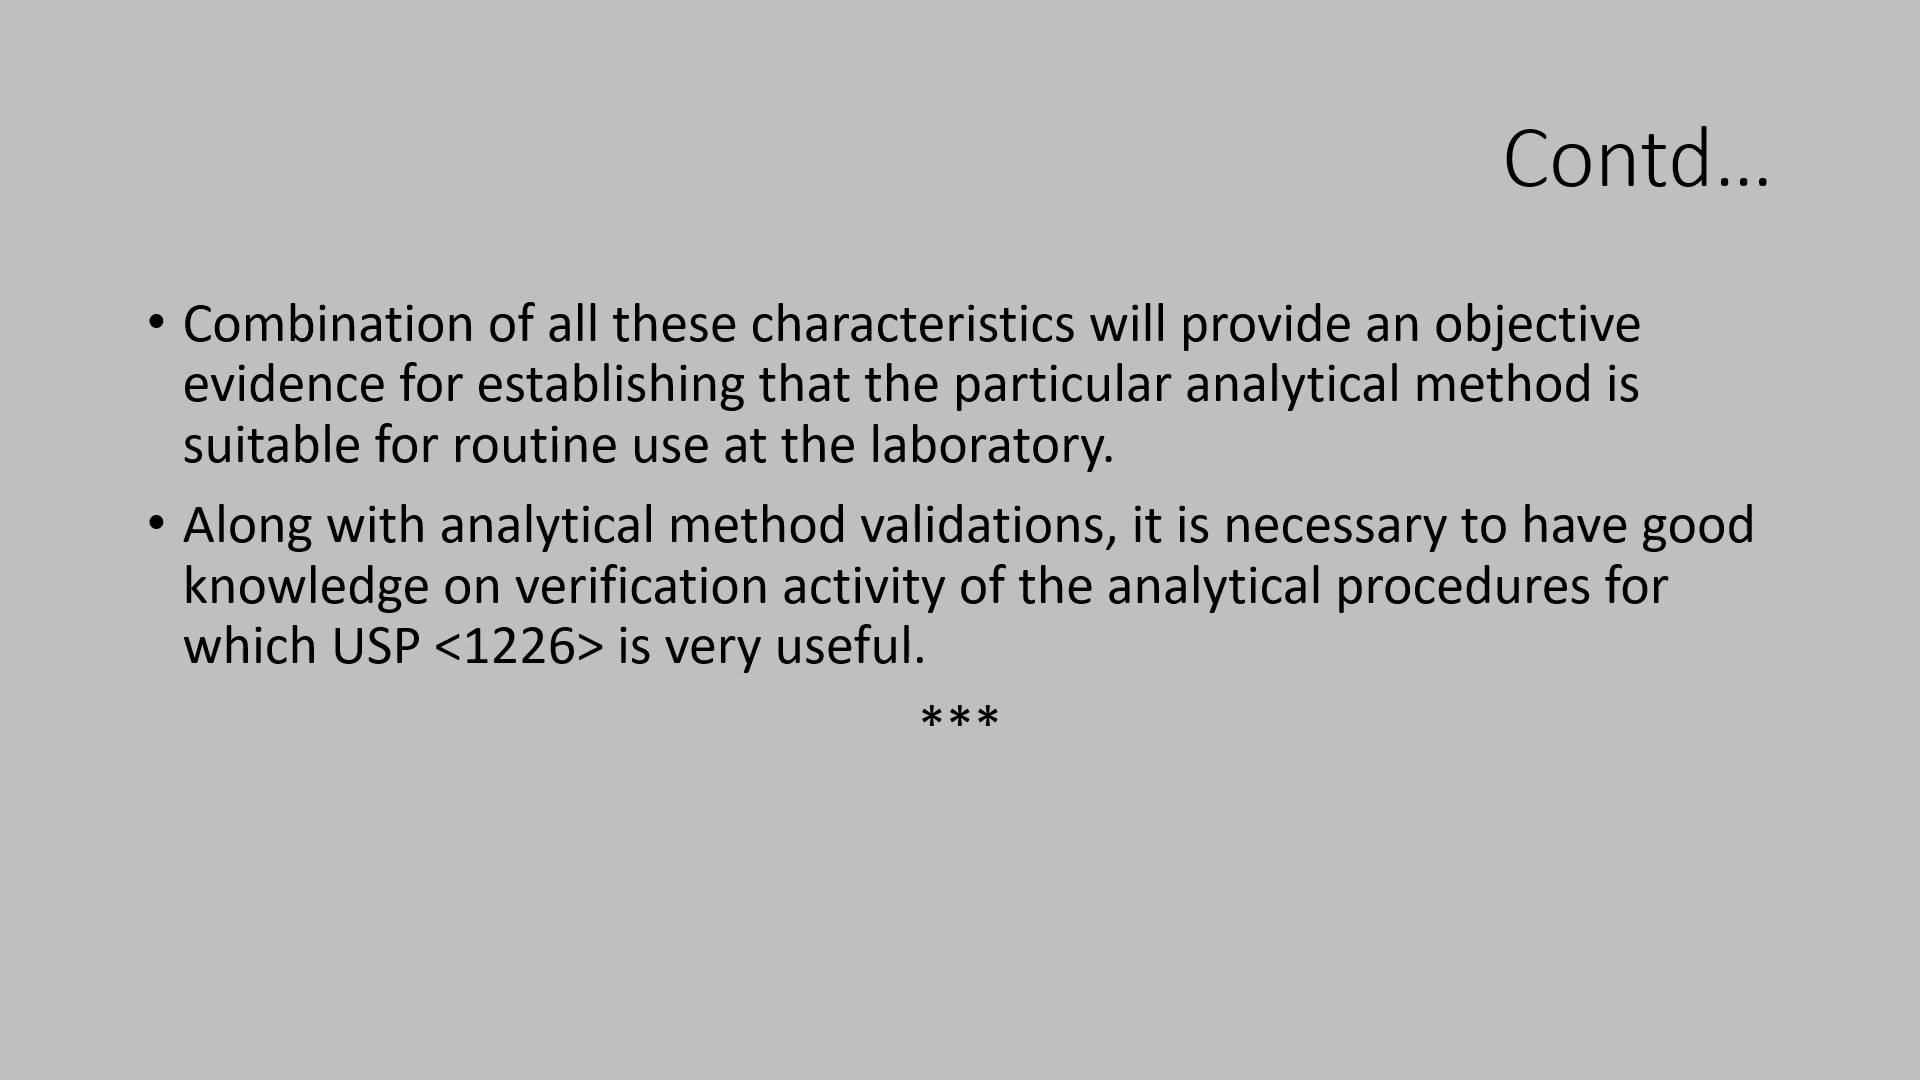 Contd…
• Combination of all these characteristics will provide an objective
evidence for establishing that the particular analytical method is
suitable for routine use at the laboratory.
• Along with analytical method validations, it is necessary to have good
knowledge on verification activity of the analytical procedures for
which USP <1226> is very useful.
***